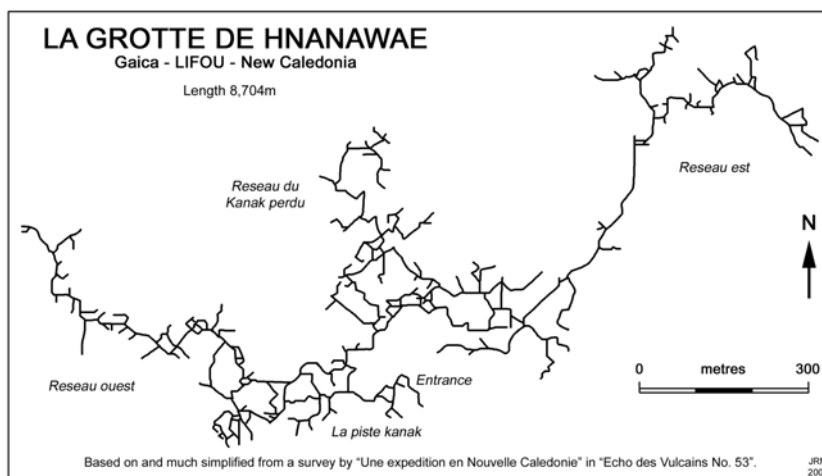 LA GROTTE DE HNANAWAE
Gaica - LIFOU - New Caledonia
Length 8,704m
Reseau du
Kanak perdu
Reseau est
N
metres
0
300
Reseau ouest
Entrance
La piste kanak
Based on and much simplified from a survey by "Une expedition en Nouvelle Caledonie" in "Echo des Vulcains No. 53".